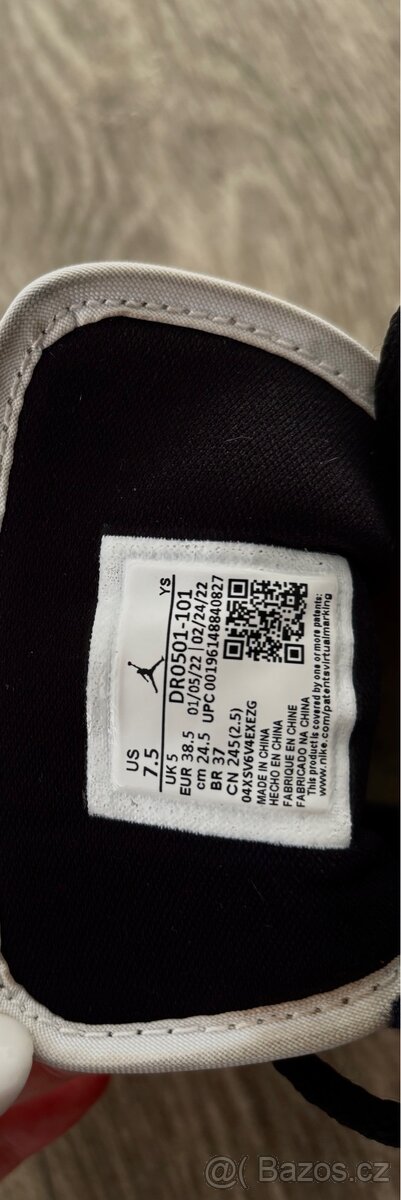 US YS
7.5 DR0501-101
UK 5 01/05/22 | 02/24/22
EUR 38.5 UPC 00196148840827
cm 24.5
BR 37
CN 245(2.5)
04XSV6V4EXEZG
MADE IN CHINA
HECHO EN CHINA
FABRIQUE EN CHINE
FABRICADO NA CHINA
This product is covered by one or more patents:
www.nike.com/patentsvirtualmarking
@( Bazos.cz